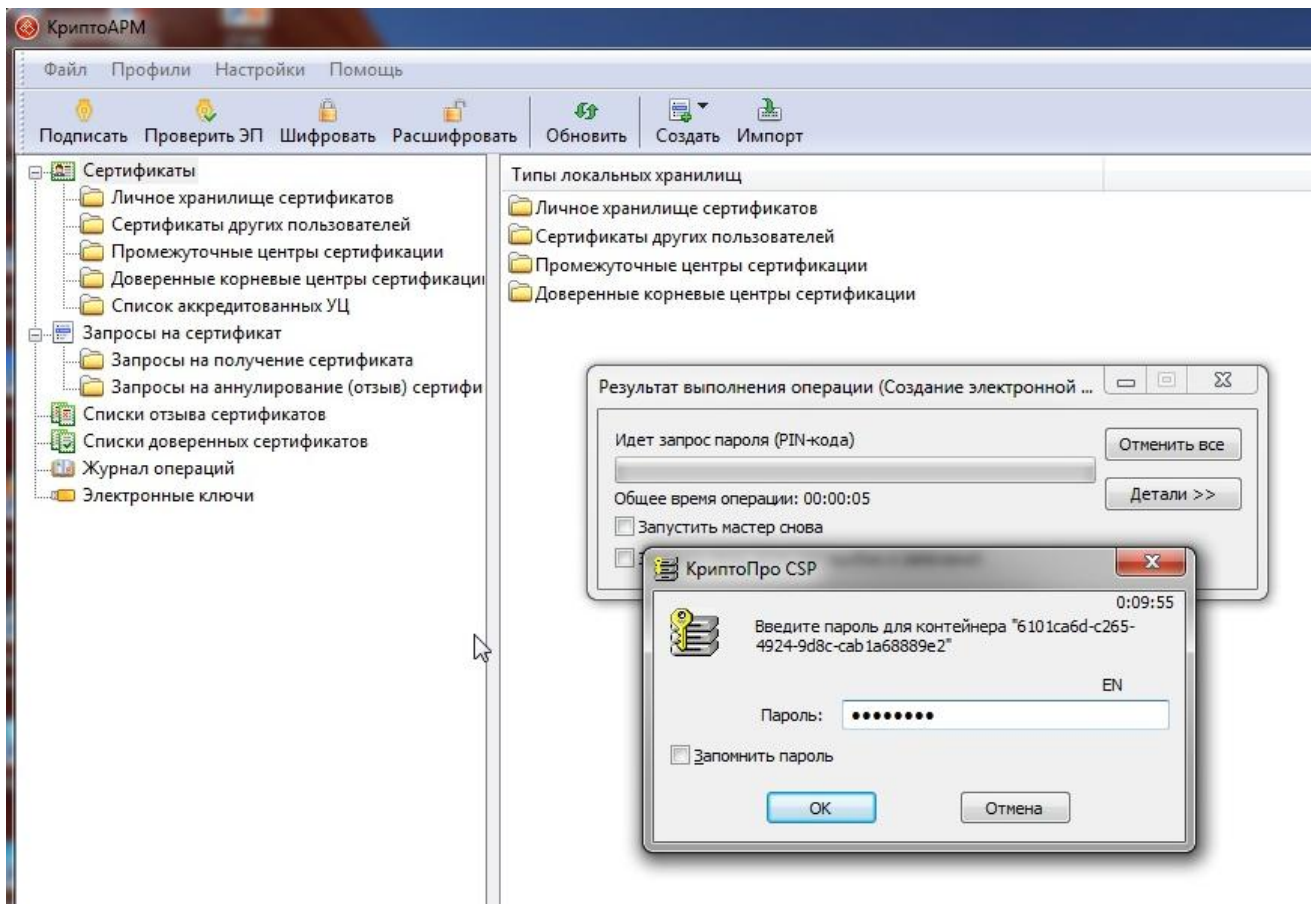 КриптоАРМ
Файл Профили Настройки Помощь
Подписать Проверить ЭП Шифровать Расшифровать Обновить Создать Импорт
Сертификаты
Личное хранилище сертификатов
Сертификаты других пользователей
Промежуточные центры сертификации
Доверенные корневые центры сертификации
Список аккредитованных УЦ
Запросы на сертификат
Запросы на получение сертификата
Запросы на аннулирование (отзыв) сертифи
Списки отзыва сертификатов
Списки доверенных сертификатов
Журнал операций
Электронные ключи
Типы локальных хранилищ
Личное хранилище сертификатов
Сертификаты других пользователей
Промежуточные центры сертификации
Доверенные корневые центры сертификации
Результат выполнения операции (Создание электронной ...
Идет запрос пароля (PIN-кода)
Отменить все
Общее время операции: 00:00:05
Детали >>
Запустить мастер снова
КриптоПро CSP
0:09:55
Введите пароль для контейнера "6101ca6d-c265-
4924-9d8c-cab1a68889e2"
EN
Пароль: ••••••••
Запомнить пароль
ОК Отмена